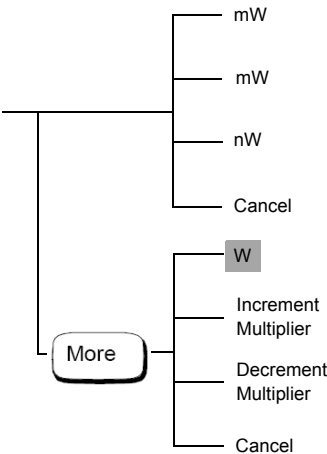 mW
mW
nW
Cancel
W
Increment
Multiplier
More
Decrement
Multiplier
Cancel